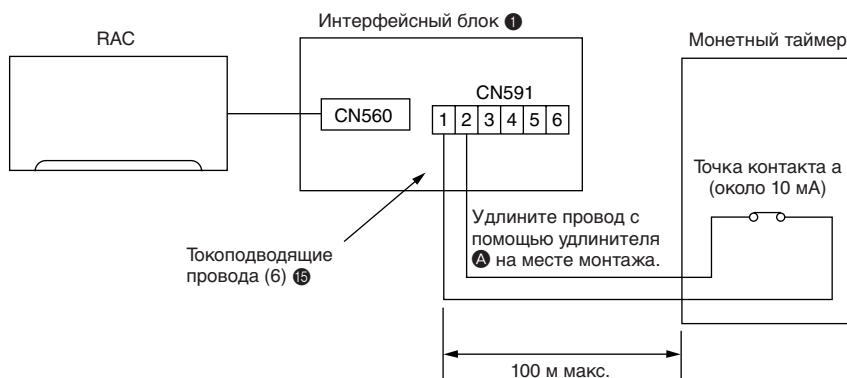 Интерфейсный блок ❶
RAC
Монетный таймер
CN591
CN560
1 2 3 4 5 6
Точка контакта а
(около 10 мА)
Удлините провод с
помощью удлинителя
Ⓐ на месте монтажа.
Токоподводящие
провода (6) ⓯
100 м макс.